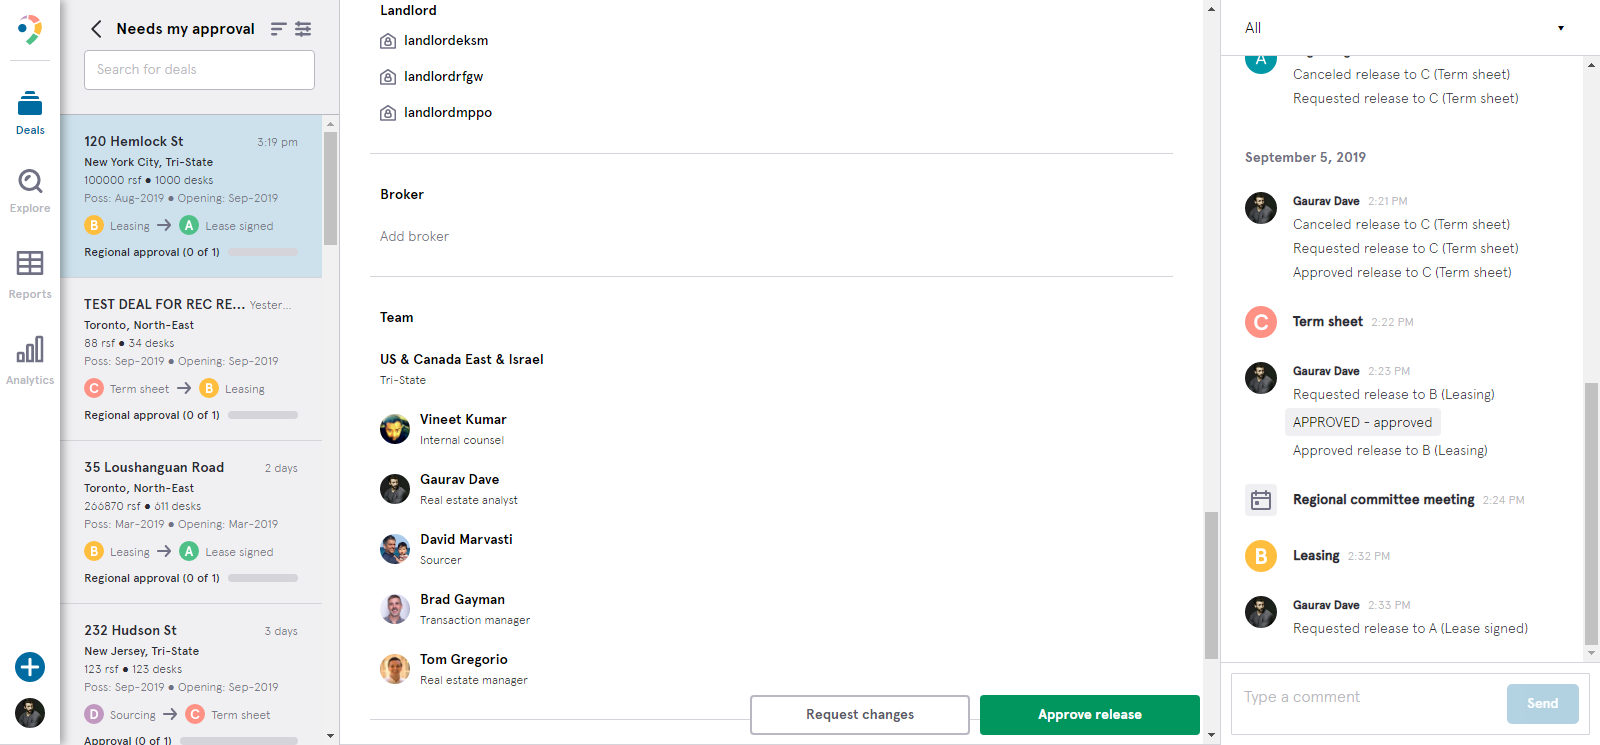 Deals
Explore
Reports
Analytics
Needs my approval
Search for deals
120 Hemlock St 3:19 pm
New York City, Tri-State
100000 rsf ● 1000 desks
Poss: Aug-2019 ● Opening: Sep-2019
B Leasing → A Lease signed
Regional approval (0 of 1)
TEST DEAL FOR REC RE... Yester...
Toronto, North-East
88 rsf ● 34 desks
Poss: Sep-2019 ● Opening: Sep-2019
C Term sheet → B Leasing
Regional approval (0 of 1)
35 Loushanguan Road 2 days
Toronto, North-East
266870 rsf ● 611 desks
Poss: Mar-2019 ● Opening: Mar-2019
B Leasing → A Lease signed
Regional approval (0 of 1)
232 Hudson St 3 days
New Jersey, Tri-State
123 rsf ● 123 desks
Poss: Sep-2019 ● Opening: Sep-2019
D Sourcing → C Term sheet
Approval (0 of 1)
Landlord
landlordeksm
landlordrfgw
landlordmppo
Broker
Add broker
Team
US & Canada East & Israel
Tri-State
Vineet Kumar
Internal counsel
Gaurav Dave
Real estate analyst
David Marvasti
Sourcer
Brad Gayman
Transaction manager
Tom Gregorio
Real estate manager
Request changes
Approve release
All
A
Canceled release to C (Term sheet)
Requested release to C (Term sheet)
September 5, 2019
Gaurav Dave 2:21 PM
Canceled release to C (Term sheet)
Requested release to C (Term sheet)
Approved release to C (Term sheet)
C Term sheet 2:22 PM
Gaurav Dave 2:23 PM
Requested release to B (Leasing)
APPROVED - approved
Approved release to B (Leasing)
Regional committee meeting 2:24 PM
B Leasing 2:32 PM
Gaurav Dave 2:33 PM
Requested release to A (Lease signed)
Type a comment
Send